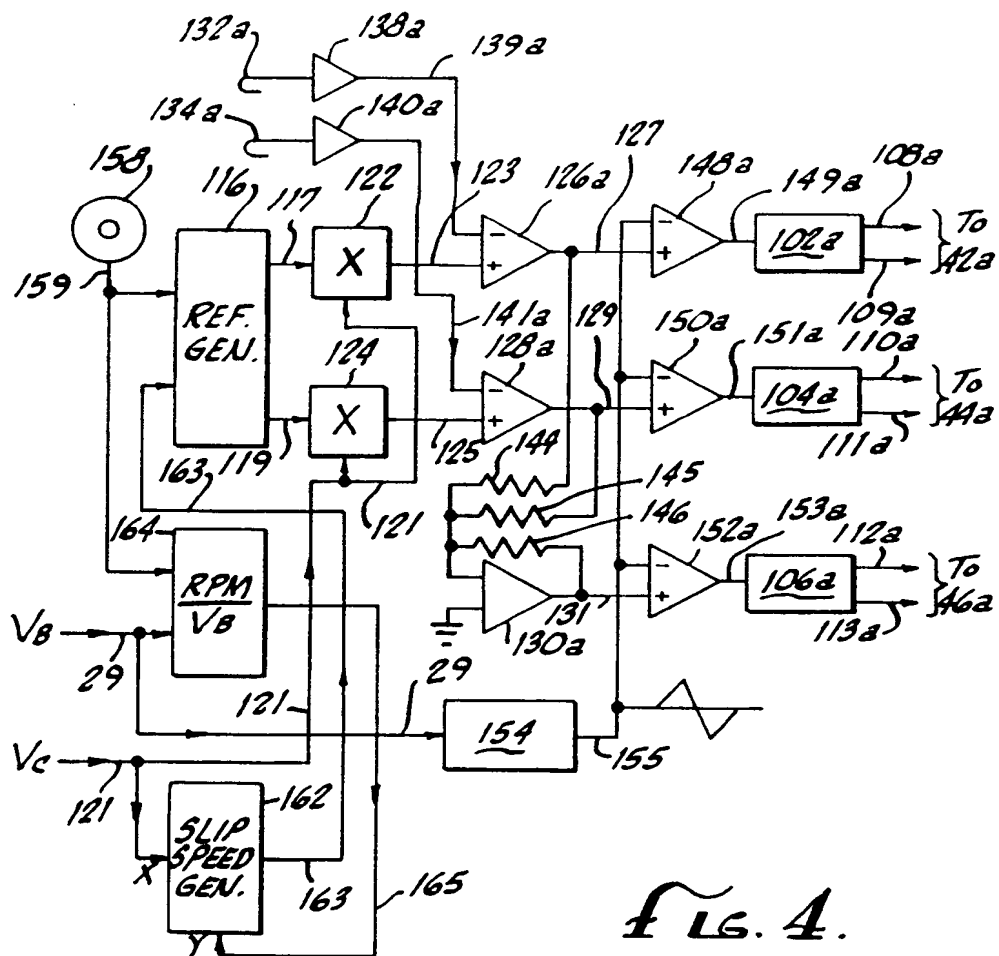 132a
138a
139a
134a
140a
158
116
117
122
123
126a
127
148a
149a
108a
X
-
+
-
+
102a
To
42a
159
REF.
GEN.
109a
141a
129
124
128a
150a
151a
110a
X
-
+
-
+
104a
To
44a
119
125
111a
163
121
144
145
146
164
152a
153a
112a
RPM
VB
-
+
106a
To
46a
131
130a
113a
VB
29
29
121
154
155
VC
121
162
SLIP
SPEED
GEN.
X
163
165
Y
FIG. 4.